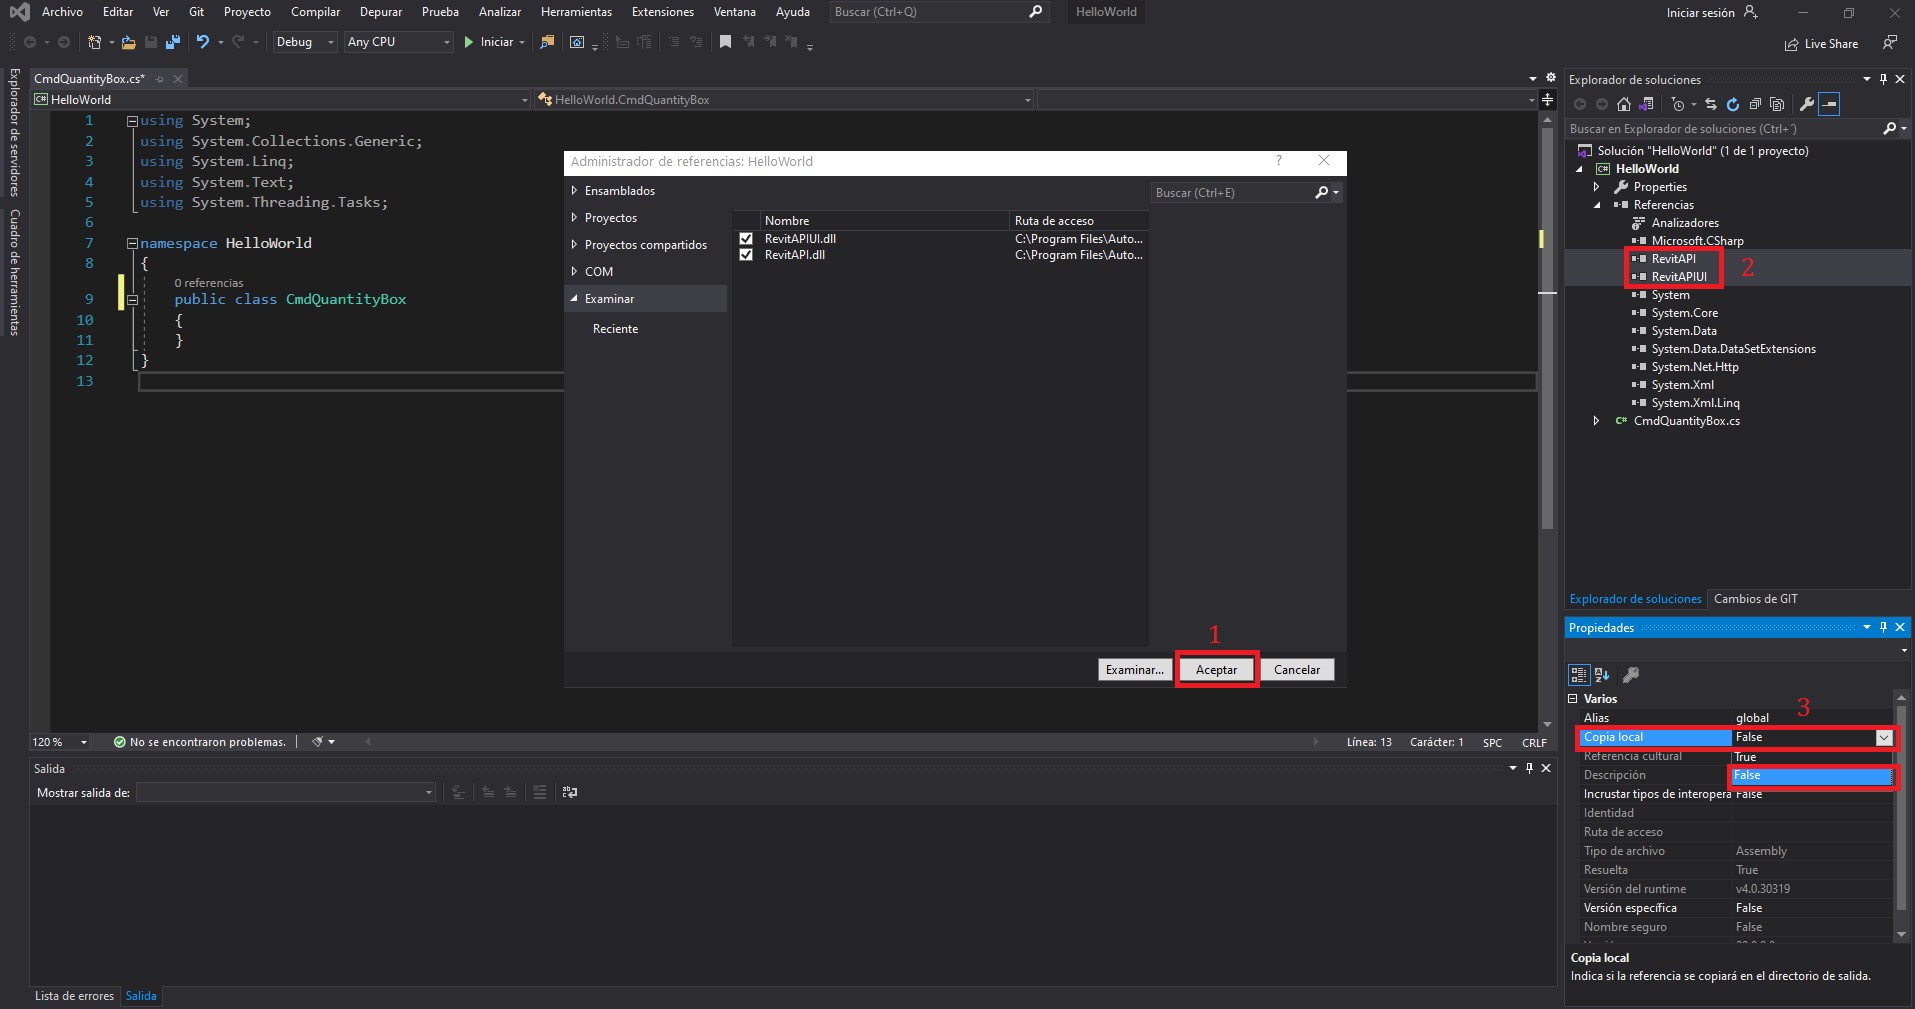 Archivo Editar Ver Git Proyecto Compilar Depurar Prueba Analizar Herramientas Extensiones Ventana Ayuda Buscar (Ctrl+Q) HelloWorld Iniciar sesión
Debug Any CPU Iniciar Live Share
Explorador de servidores
Cuadro de herramientas
CmdQuantityBox.cs*
HelloWorld HelloWorld.CmdQuantityBox
1 using System;
2 using System.Collections.Generic;
3 using System.Linq;
4 using System.Text;
5 using System.Threading.Tasks;
6
7 namespace HelloWorld
8 {
0 referencias
9 public class CmdQuantityBox
10 {
11 }
12 }
13
120 % No se encontraron problemas. Línea: 13 Carácter: 1 SPC CRLF
Administrador de referencias: HelloWorld ?
Ensamblados
Proyectos
Proyectos compartidos
COM
Examinar
Reciente
Buscar (Ctrl+E)
Nombre Ruta de acceso
RevitAPIUI.dll C:\Program Files\Auto...
RevitAPI.dll C:\Program Files\Auto...
1
Examinar... Aceptar Cancelar
Salida
Mostrar salida de:
Lista de errores Salida
Explorador de soluciones
Buscar en Explorador de soluciones (Ctrl+´)
Solución "HelloWorld" (1 de 1 proyecto)
C# HelloWorld
Properties
Referencias
Analizadores
Microsoft.CSharp
RevitAPI
RevitAPIUI
2
System
System.Core
System.Data
System.Data.DataSetExtensions
System.Net.Http
System.Xml
System.Xml.Linq
C# CmdQuantityBox.cs
Explorador de soluciones Cambios de GIT
Propiedades
Varios
3
Alias global
Copia local False
Referencia cultural True
Descripción False
Incrustar tipos de interopera False
Identidad
Ruta de acceso
Tipo de archivo Assembly
Resuelta True
Versión del runtime v4.0.30319
Versión específica False
Nombre seguro False
Copia local
Indica si la referencia se copiará en el directorio de salida.